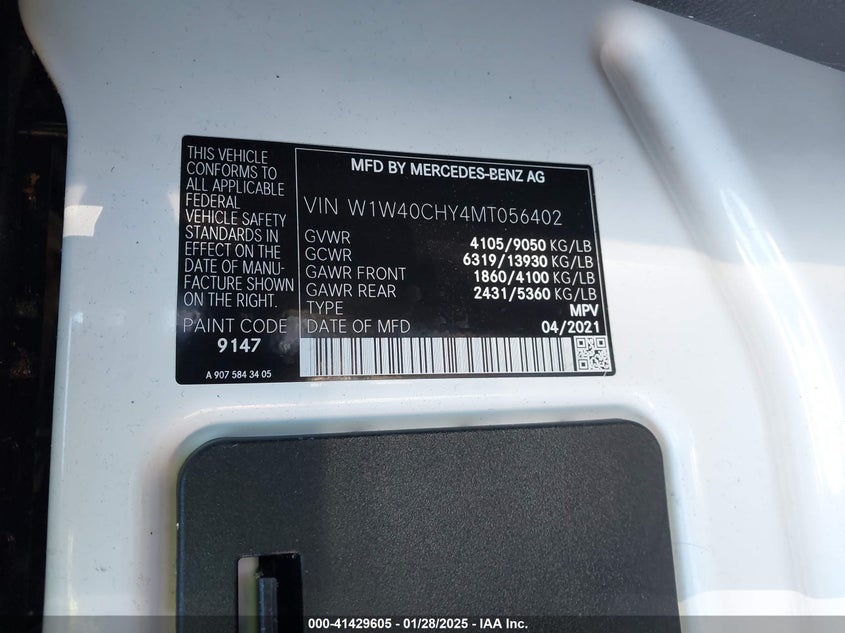 THIS VEHICLE
CONFORMS TO
ALL APPLICABLE
FEDERAL
VEHICLE SAFETY
STANDARDS IN
EFFECT ON THE
DATE OF MANU-
FACTURE SHOWN
ON THE RIGHT.
PAINT CODE
9147
A 907 584 34 05
MFD BY MERCEDES-BENZ AG
VIN W1W40CHY4MT056402
GVWR 4105/9050 KG/LB
GCWR 6319/13930 KG/LB
GAWR FRONT 1860/4100 KG/LB
GAWR REAR 2431/5360 KG/LB
TYPE MPV
DATE OF MFD 04/2021
000-41429605 - 01/28/2025 - IAA Inc.